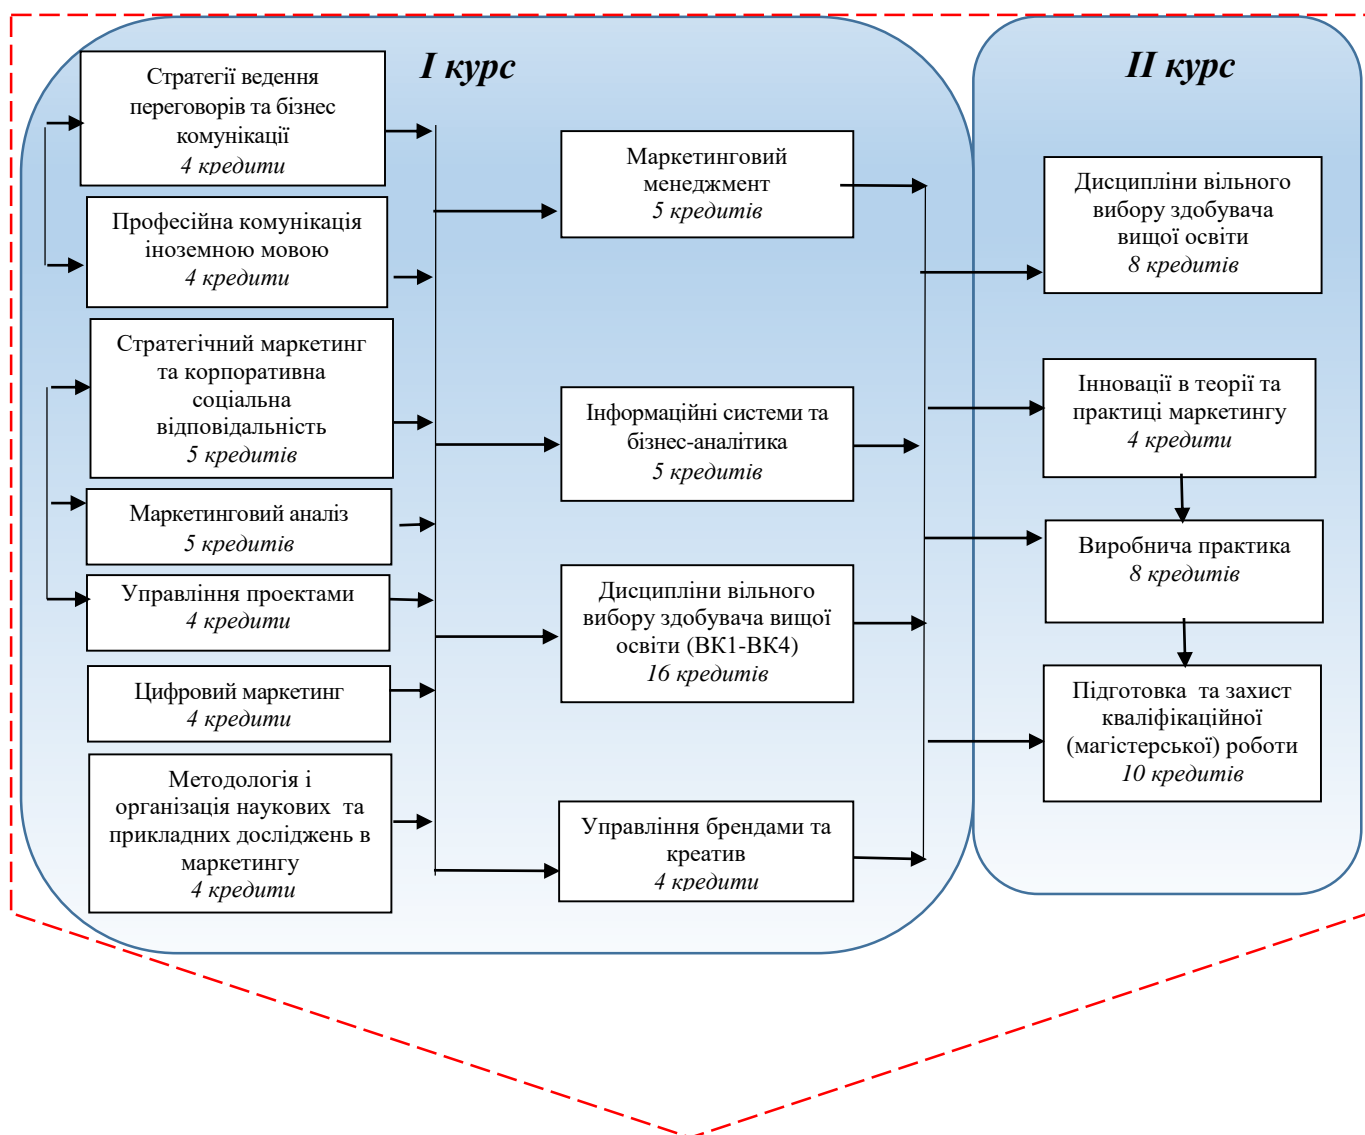 I курс
Стратегії ведення
переговорів та бізнес
комунікації
4 кредити
Професійна комунікація
іноземною мовою
4 кредити
Стратегічний маркетинг
та корпоративна
соціальна
відповідальність
5 кредитів
Маркетинговий аналіз
5 кредитів
Управління проектами
4 кредити
Цифровий маркетинг
4 кредити
Методологія і
організація наукових та
прикладних досліджень в
маркетингу
4 кредити
Маркетинговий
менеджмент
5 кредитів
Інформаційні системи та
бізнес-аналітика
5 кредитів
Дисципліни вільного
вибору здобувача вищої
освіти (ВК1-ВК4)
16 кредитів
Управління брендами та
креатив
4 кредити
II курс
Дисципліни вільного
вибору здобувача
вищої освіти
8 кредитів
Інновації в теорії та
практиці маркетингу
4 кредити
Виробнича практика
8 кредитів
Підготовка та захист
кваліфікаційної
(магістерської) роботи
10 кредитів